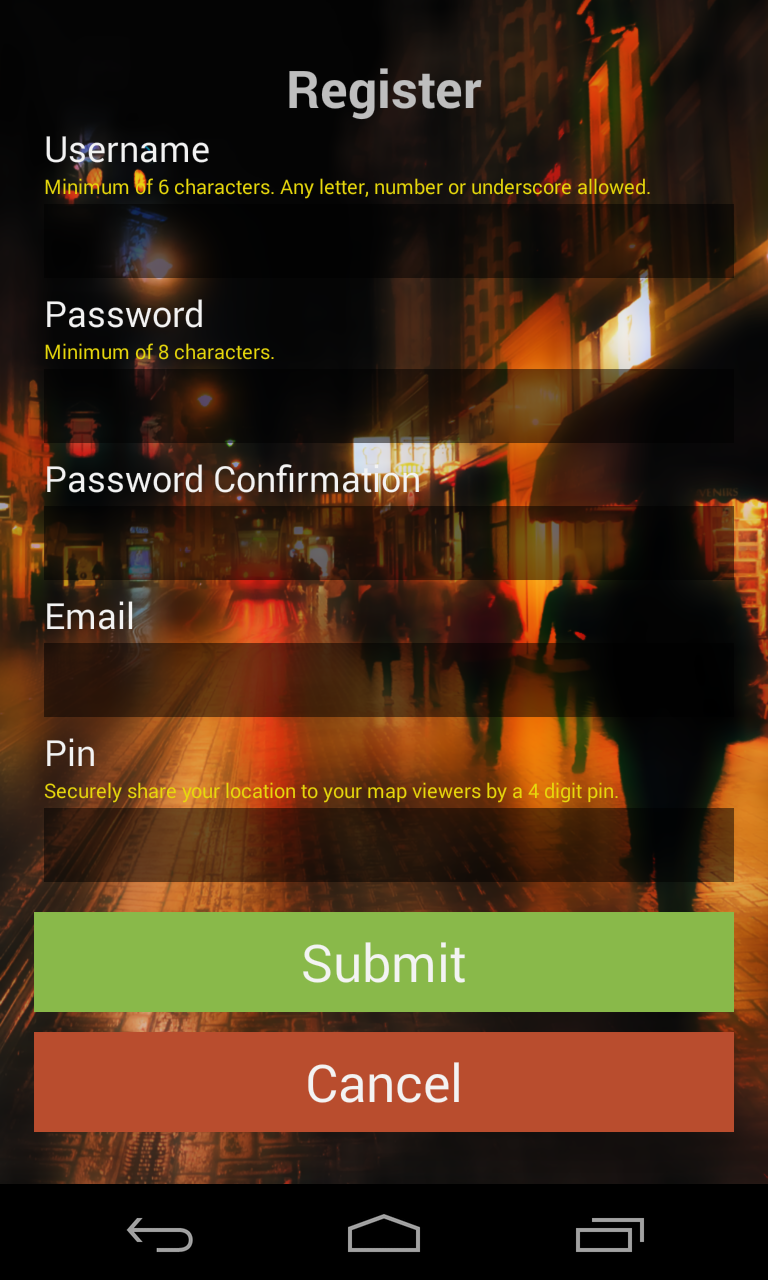 Register
Username
Minimum of 6 characters. Any letter, number or underscore allowed.
Password
Minimum of 8 characters.
Password Confirmation
Email
Pin
Securely share your location to your map viewers by a 4 digit pin.
Submit
Cancel